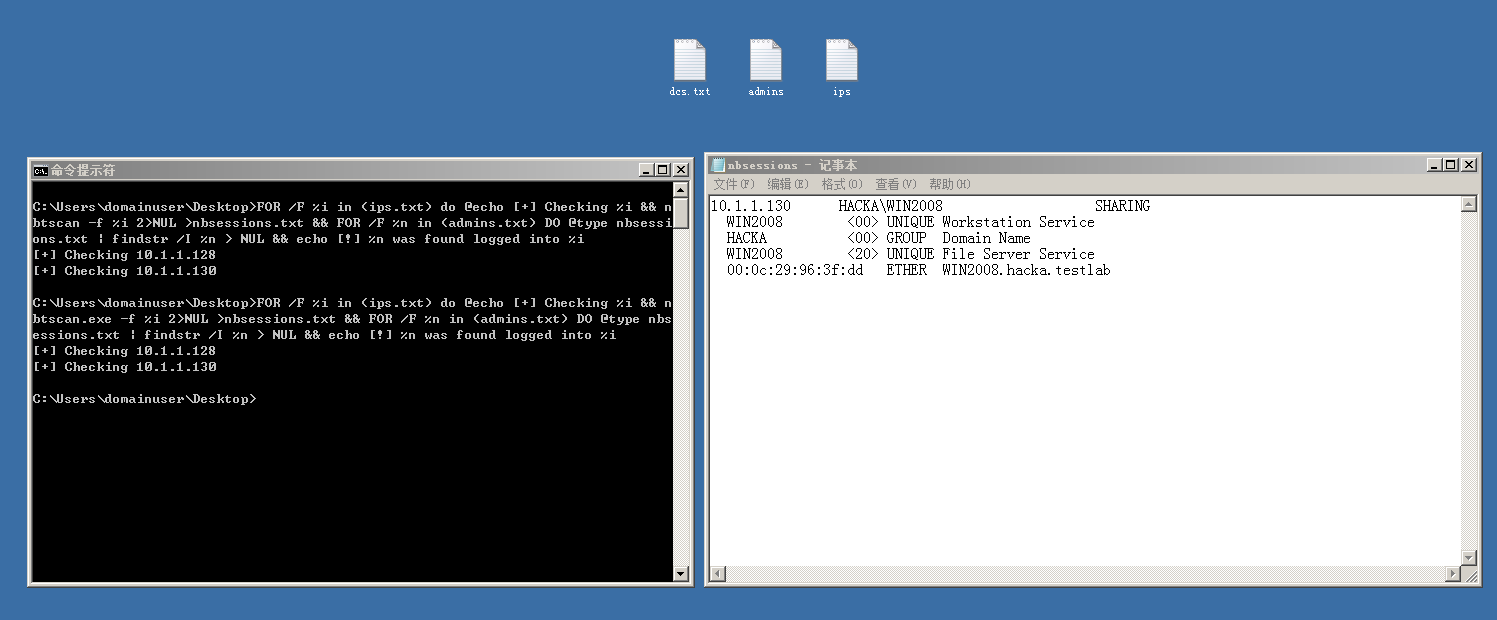 dcs.txt admins ips
命令提示符
C:\Users\domainuser\Desktop>FOR /F %i in (ips.txt) do @echo [+] Checking %i && n
btscan -f %i 2>NUL >nbsessions.txt && FOR /F %n in (admins.txt) DO @type nbsessi
ons.txt | findstr /I %n > NUL && echo [!] %n was found logged into %i
[+] Checking 10.1.1.128
[+] Checking 10.1.1.130
C:\Users\domainuser\Desktop>FOR /F %i in (ips.txt) do @echo [+] Checking %i && n
btscan.exe -f %i 2>NUL >nbsessions.txt && FOR /F %n in (admins.txt) DO @type nbs
essions.txt | findstr /I %n > NUL && echo [!] %n was found logged into %i
[+] Checking 10.1.1.128
[+] Checking 10.1.1.130
C:\Users\domainuser\Desktop>
nbsessions - 记事本
文件(F) 编辑(E) 格式(O) 查看(V) 帮助(H)
10.1.1.130 HACKA\WIN2008 SHARING
WIN2008 <00> UNIQUE Workstation Service
HACKA <00> GROUP Domain Name
WIN2008 <20> UNIQUE File Server Service
00:0c:29:96:3f:dd ETHER WIN2008.hacka.testlab